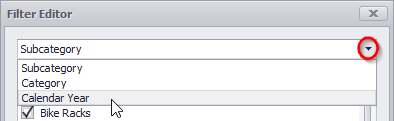 Filter Editor
Subcategory
Subcategory
Category
Calendar Year
Bike Racks